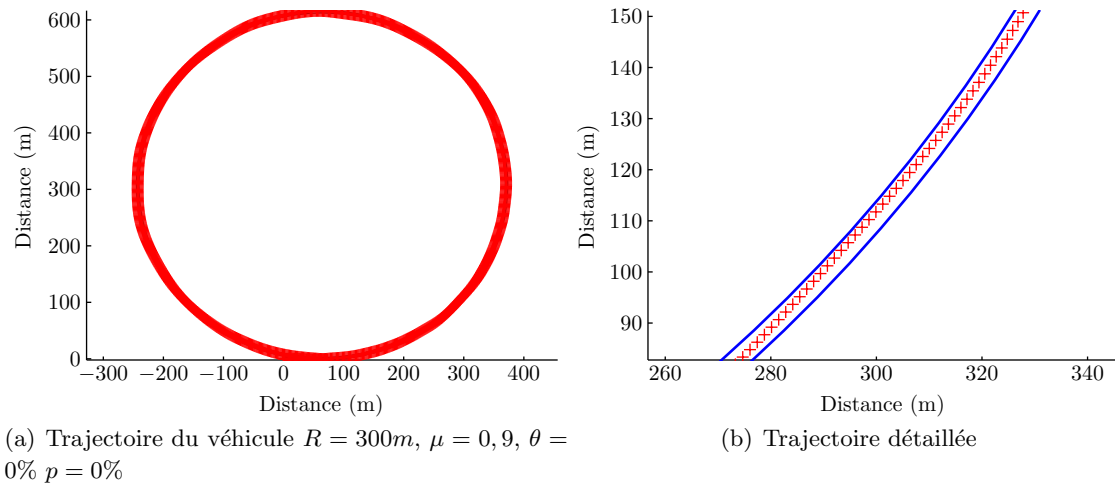 600
500
400
300
200
100
0
Distance (m)
−300 −200 −100 0 100 200 300 400
Distance (m)
150
140
130
120
110
100
90
Distance (m)
260 280 300 320 340
Distance (m)
(a) Trajectoire du véhicule R = 300m, μ = 0, 9, θ =
0% p = 0%
(b) Trajectoire détaillée